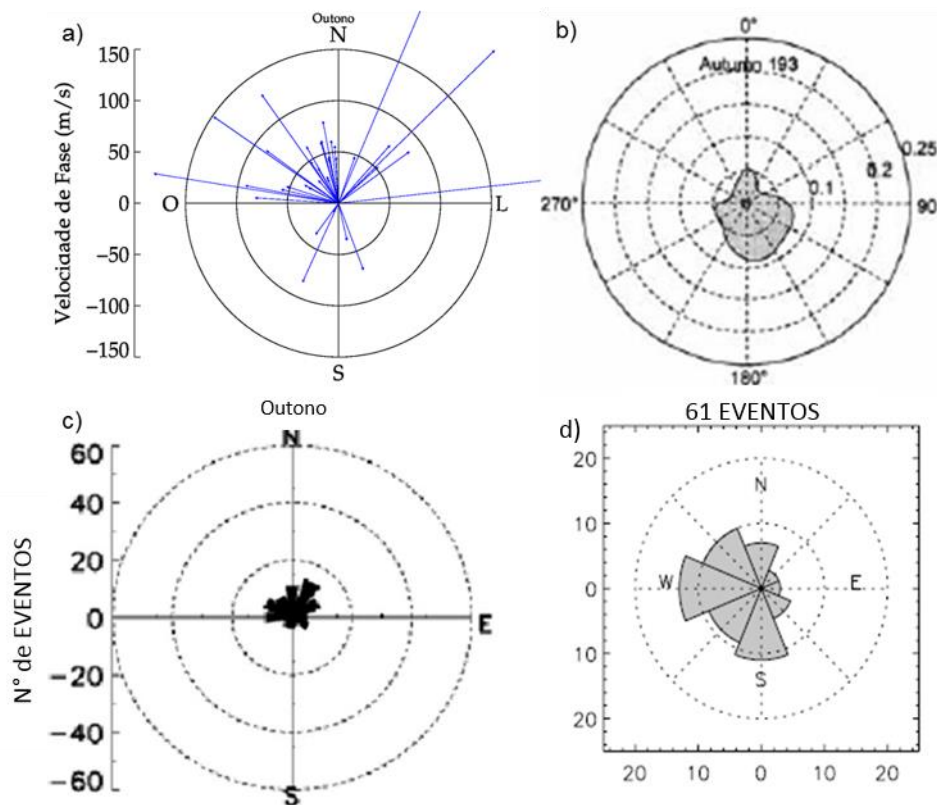 a)
Outono
N
Velocidade de Fase (m/s)
150
100
50
0
−50
−100
−150
O
L
S
b)
0°
Autumn 193
0.25
0.2
0.1
270°
90
180°
c)
Outono
N
N° de EVENTOS
60
40
20
0
−20
−40
−60
E
S
61 EVENTOS
d)
20
10
0
10
20
N
W
E
S
20 10 0 10 20